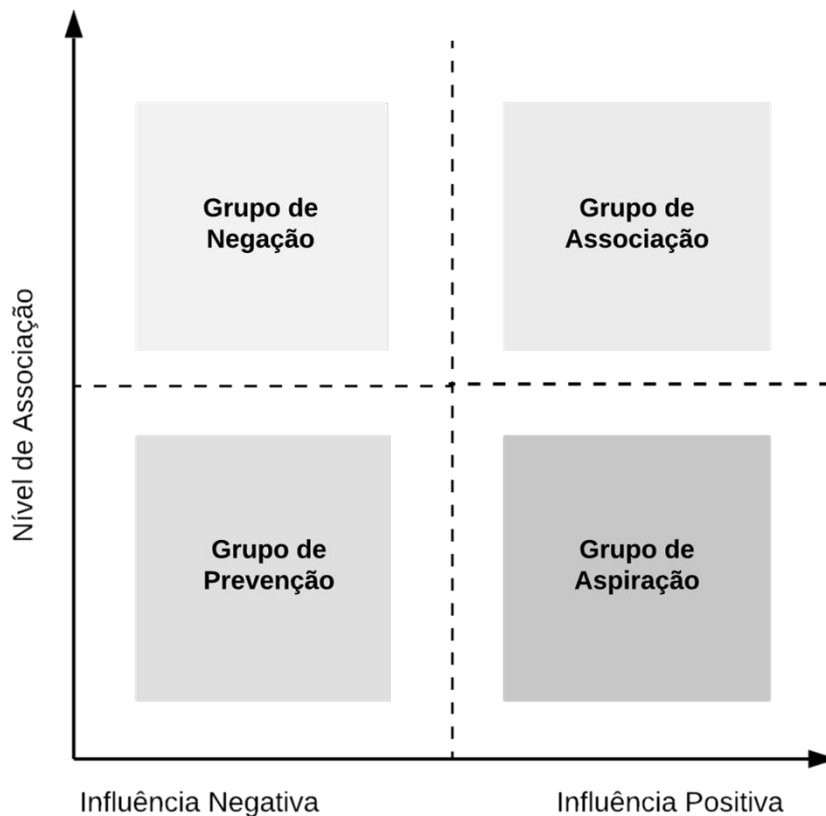 Grupo de
Negação
Grupo de
Associação
Nível de Associação
Grupo de
Prevenção
Grupo de
Aspiração
Influência Negativa
Influência Positiva